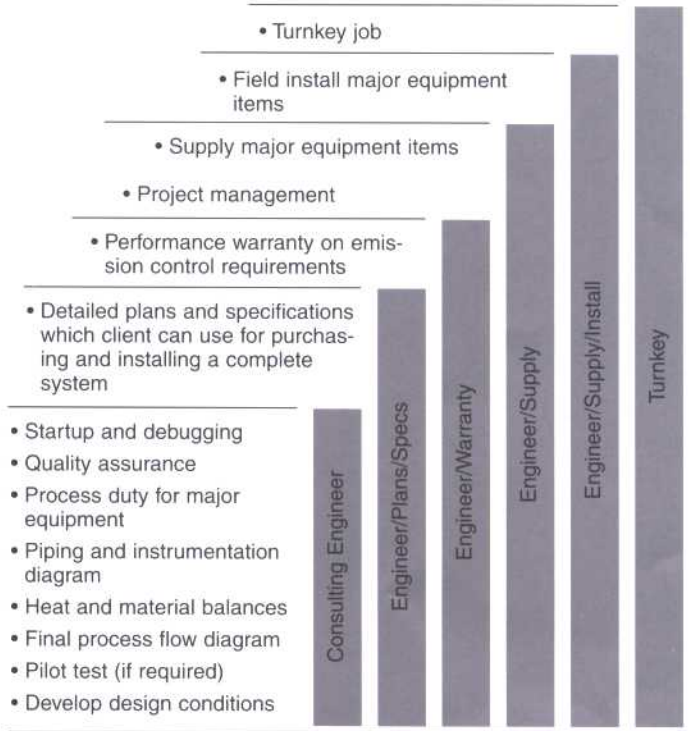 • Turnkey job
• Field install major equipment
items
• Supply major equipment items
• Project management
• Performance warranty on emis-
sion control requirements
• Detailed plans and specifications
which client can use for purchas-
ing and installing a complete
system
• Startup and debugging
• Quality assurance
• Process duty for major
equipment
• Piping and instrumentation
diagram
• Heat and material balances
• Final process flow diagram
• Pilot test (if required)
• Develop design conditions
Consulting Engineer
Engineer/Plans/Specs
Engineer/Warranty
Engineer/Supply
Engineer/Supply/Install
Turnkey